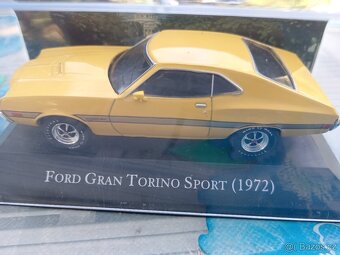 FORD GRAN TORINO SPORT (1972)